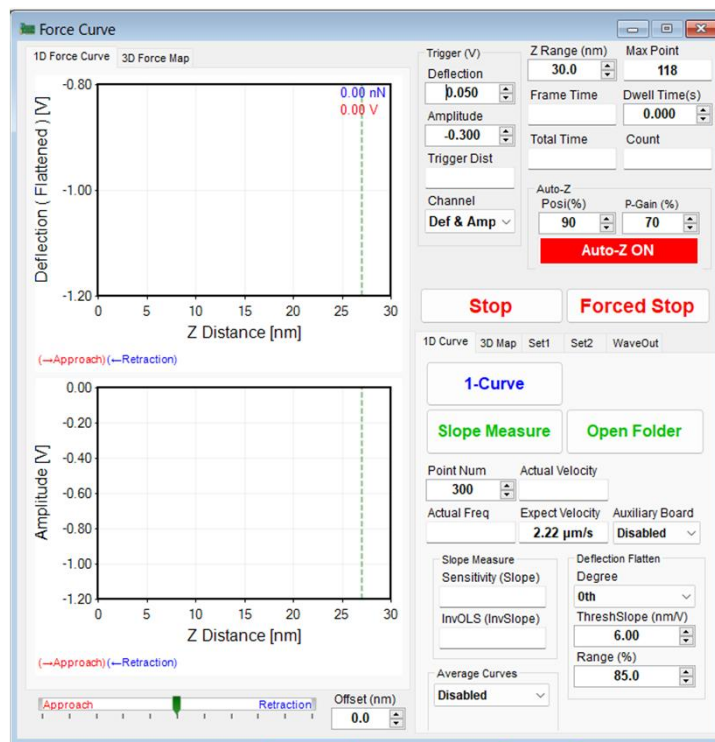 Force Curve
1D Force Curve 3D Force Map
-0.80
0.00 nN
0.00 V
-1.00
-1.20
Deflection ( Flattened ) [V]
0 5 10 15 20 25 30
Z Distance [nm]
(→Approach) (←Retraction)
0.00
-0.20
-0.40
-0.60
-0.80
-1.00
-1.20
Amplitude [V]
0 5 10 15 20 25 30
Z Distance [nm]
(→Approach) (←Retraction)
Approach Retraction
Offset (nm)
0.0
Trigger (V)
Deflection
0.050
Amplitude
-0.300
Trigger Dist
Channel
Def & Amp
Z Range (nm) Max Point
30.0 118
Frame Time Dwell Time(s)
0.000
Total Time Count
Auto-Z
Posi(%) P-Gain (%)
90 70
Auto-Z ON
Stop Forced Stop
1D Curve 3D Map Set1 Set2 WaveOut
1-Curve
Slope Measure Open Folder
Point Num Actual Velocity
300
Actual Freq Expect Velocity Auxiliary Board
2.22 μm/s Disabled
Slope Measure
Sensitivity (Slope)
InvOLS (InvSlope)
Average Curves
Disabled
Deflection Flatten
Degree
0th
ThreshSlope (nm/V)
6.00
Range (%)
85.0